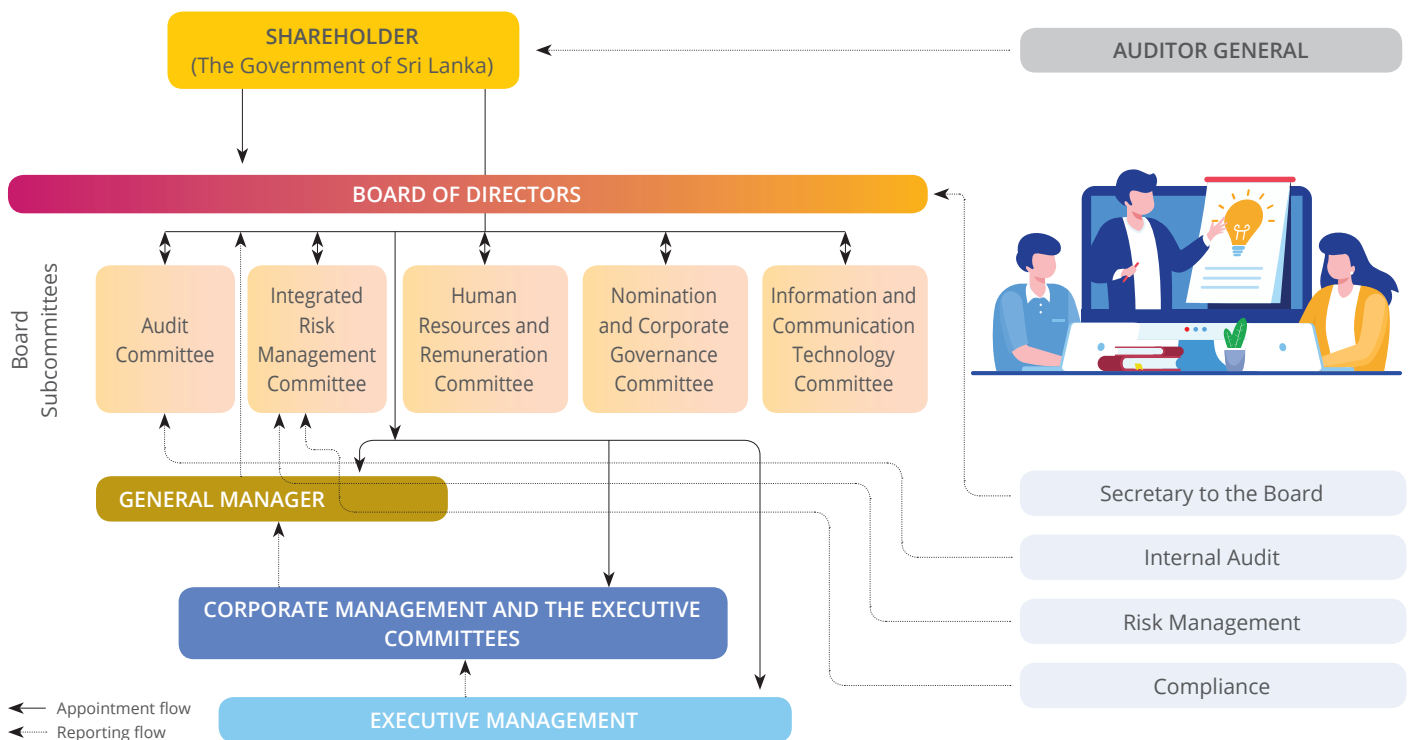 SHAREHOLDER
(The Government of Sri Lanka)
AUDITOR GENERAL
BOARD OF DIRECTORS
Board
Subcommittees
Audit
Committee
Integrated
Risk
Management
Committee
Human
Resources and
Remuneration
Committee
Nomination
and Corporate
Governance
Committee
Information and
Communication
Technology
Committee
GENERAL MANAGER
Secretary to the Board
Internal Audit
Risk Management
Compliance
CORPORATE MANAGEMENT AND THE EXECUTIVE
COMMITTEES
EXECUTIVE MANAGEMENT
Appointment flow
Reporting flow